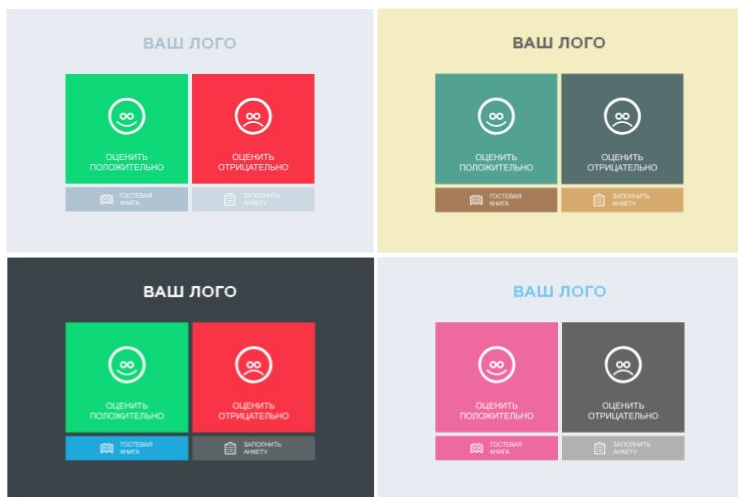 ВАШ ЛОГО
ОЦЕНИТЬ
ПОЛОЖИТЕЛЬНО
ОЦЕНИТЬ
ОТРИЦАТЕЛЬНО
ГОСТЕВАЯ
КНИГА
ЗАПОЛНИТЬ
АНКЕТУ
ВАШ ЛОГО
ОЦЕНИТЬ
ПОЛОЖИТЕЛЬНО
ОЦЕНИТЬ
ОТРИЦАТЕЛЬНО
ГОСТЕВАЯ
КНИГА
ЗАПОЛНИТЬ
АНКЕТУ
ВАШ ЛОГО
ОЦЕНИТЬ
ПОЛОЖИТЕЛЬНО
ОЦЕНИТЬ
ОТРИЦАТЕЛЬНО
ГОСТЕВАЯ
КНИГА
ЗАПОЛНИТЬ
АНКЕТУ
ВАШ ЛОГО
ОЦЕНИТЬ
ПОЛОЖИТЕЛЬНО
ОЦЕНИТЬ
ОТРИЦАТЕЛЬНО
ГОСТЕВАЯ
КНИГА
ЗАПОЛНИТЬ
АНКЕТУ